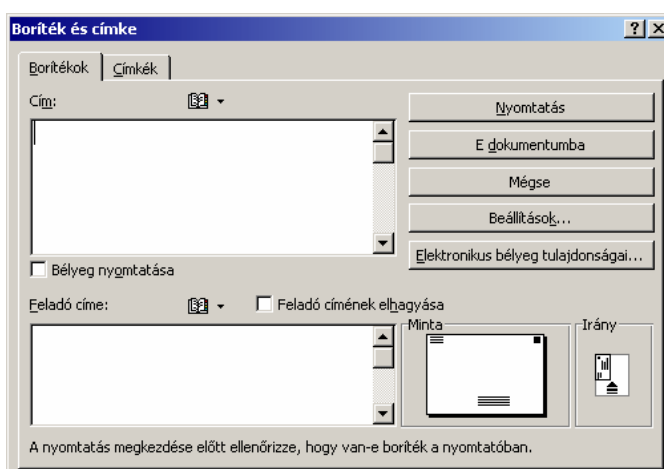 Boríték és címke
Borítékok Címkék
Cím:
Nyomtatás
E dokumentumba
Mégse
Beállítások...
Elektronikus bélyeg tulajdonságai...
Bélyeg nyomtatása
Feladó címe:
Feladó címének elhagyása
Minta
Irány
A nyomtatás megkezdése előtt ellenőrizze, hogy van-e boríték a nyomtatóban.